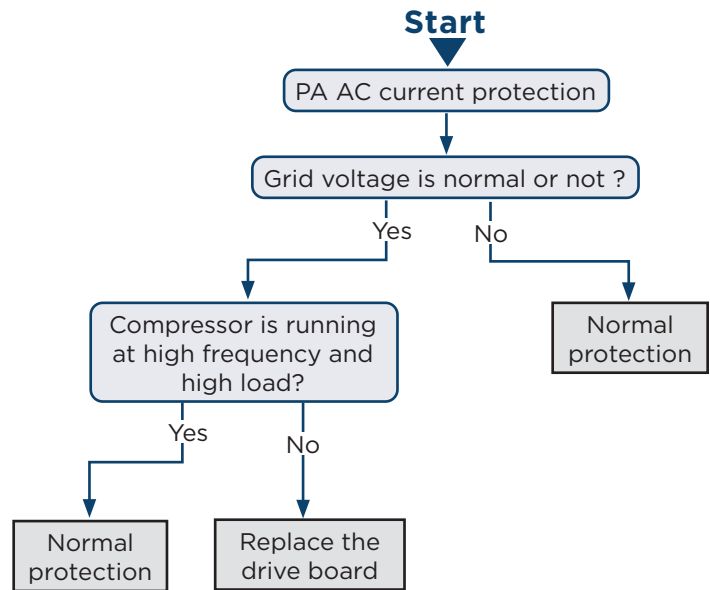 Start
PA AC current protection
Grid voltage is normal or not ?
Yes
No
Compressor is running
at high frequency and
high load?
Normal
protection
Yes
No
Normal
protection
Replace the
drive board